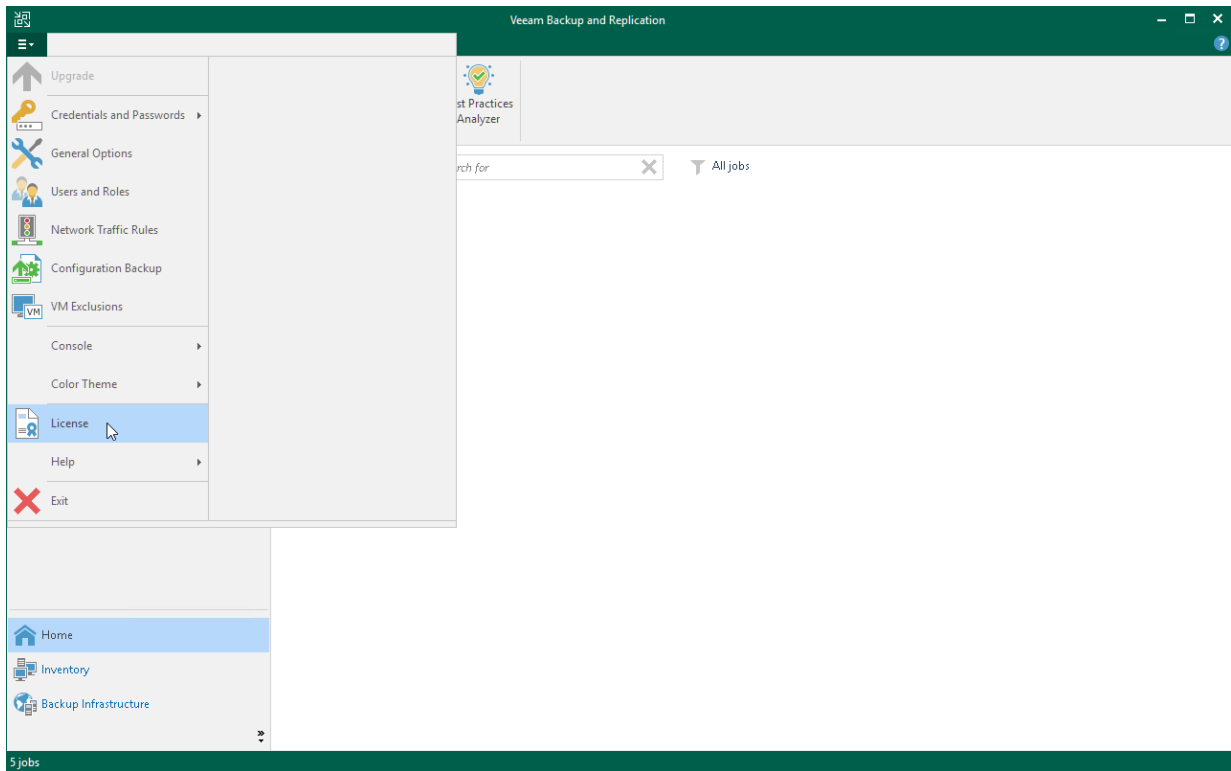 Veeam Backup and Replication
Upgrade
Credentials and Passwords
General Options
Users and Roles
Network Traffic Rules
Configuration Backup
VM
VM Exclusions
Console
Color Theme
License
Help
Exit
st Practices
Analyzer
rch for
All jobs
Home
Inventory
Backup Infrastructure
5 jobs